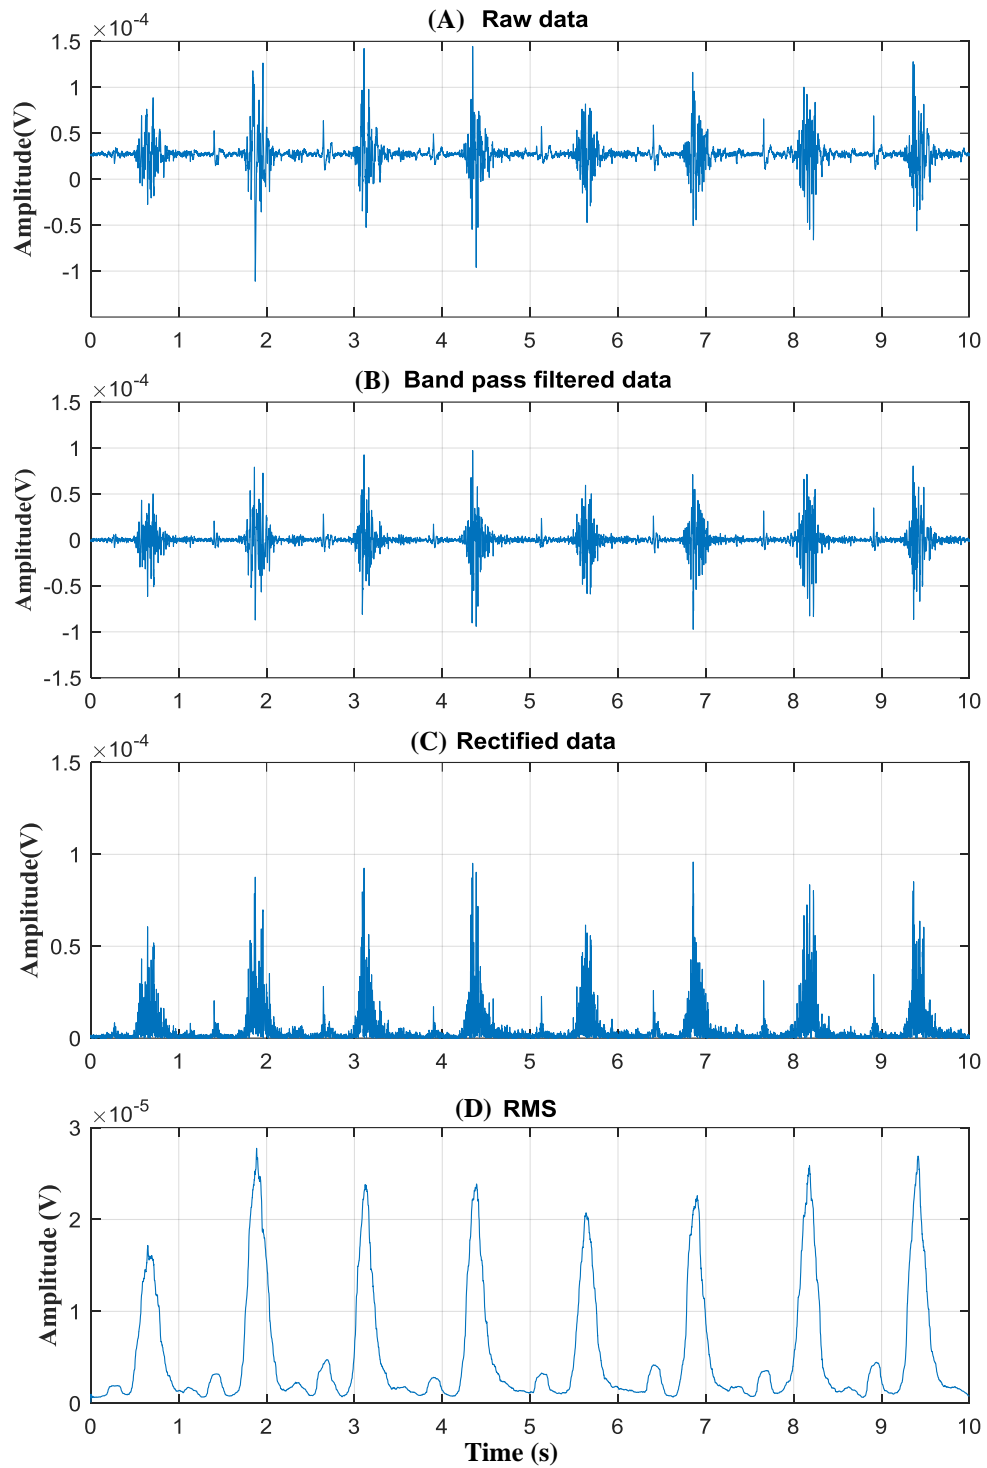 (A) Raw data
×10-4
1.5
1
0.5
0
-0.5
-1
Amplitude(V)
0 1 2 3 4 5 6 7 8 9 10
(B) Band pass filtered data
×10-4
1.5
1
0.5
0
-0.5
-1
-1.5
Amplitude(V)
0 1 2 3 4 5 6 7 8 9 10
(C) Rectified data
×10-4
1.5
1
0.5
0
Amplitude(V)
0 1 2 3 4 5 6 7 8 9 10
(D) RMS
×10-5
3
2
1
0
Amplitude (V)
0 1 2 3 4 5 6 7 8 9 10
Time (s)